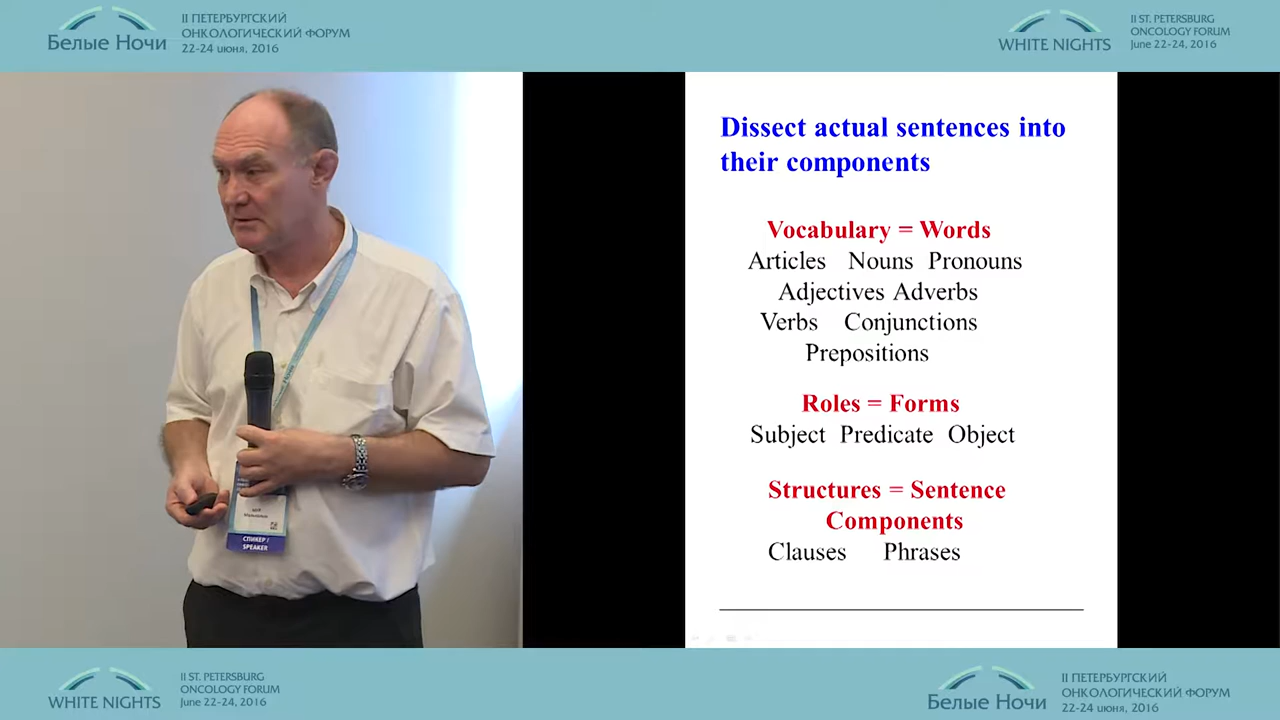 Белые Ночи
II ПЕТЕРБУРГСКИЙ
ОНКОЛОГИЧЕСКИЙ ФОРУМ
22-24 июня, 2016
WHITE NIGHTS
II ST. PETERSBURG
ONCOLOGY FORUM
June 22-24, 2016
СПИКЕР /
SPEAKER
Dissect actual sentences into
their components
Vocabulary = Words
Articles Nouns Pronouns
Adjectives Adverbs
Verbs Conjunctions
Prepositions
Roles = Forms
Subject Predicate Object
Structures = Sentence
Components
Clauses Phrases
WHITE NIGHTS
II ST. PETERSBURG
ONCOLOGY FORUM
June 22-24, 2016
Белые Ночи
II ПЕТЕРБУРГСКИЙ
ОНКОЛОГИЧЕСКИЙ ФОРУМ
22-24 июня, 2016